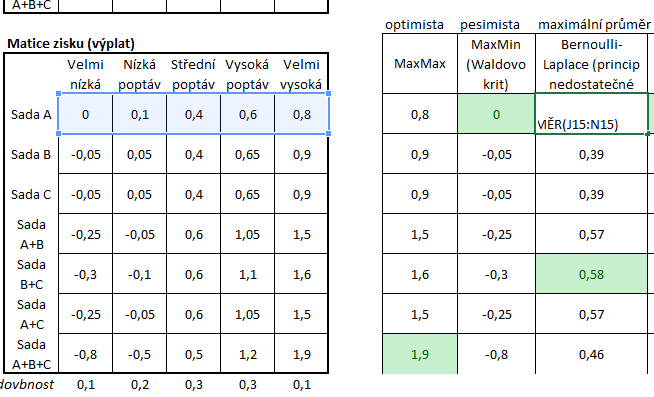 A+B+C
optimista pesimista maximální průměr
Matice zisku (výplat)
Velmi nízká Nízká poptáv Střední poptáv Vysoká poptáv Velmi vysoká MaxMax MaxMin (Waldovo krit) Bernoulli-Laplace (princip nedostatečné
Sada A 0 0,1 0,4 0,6 0,8 0,8 0 MĚR(J15:N15)
Sada B -0,05 0,05 0,4 0,65 0,9 0,9 -0,05 0,39
Sada C -0,05 0,05 0,4 0,65 0,9 0,9 -0,05 0,39
Sada A+B -0,25 -0,05 0,6 1,05 1,5 1,5 -0,25 0,57
Sada B+C -0,3 -0,1 0,6 1,1 1,6 1,6 -0,3 0,58
Sada A+C -0,25 -0,05 0,6 1,05 1,5 1,5 -0,25 0,57
Sada A+B+C -0,8 -0,5 0,5 1,2 1,9 1,9 -0,8 0,46
dovbnost 0,1 0,2 0,3 0,3 0,1